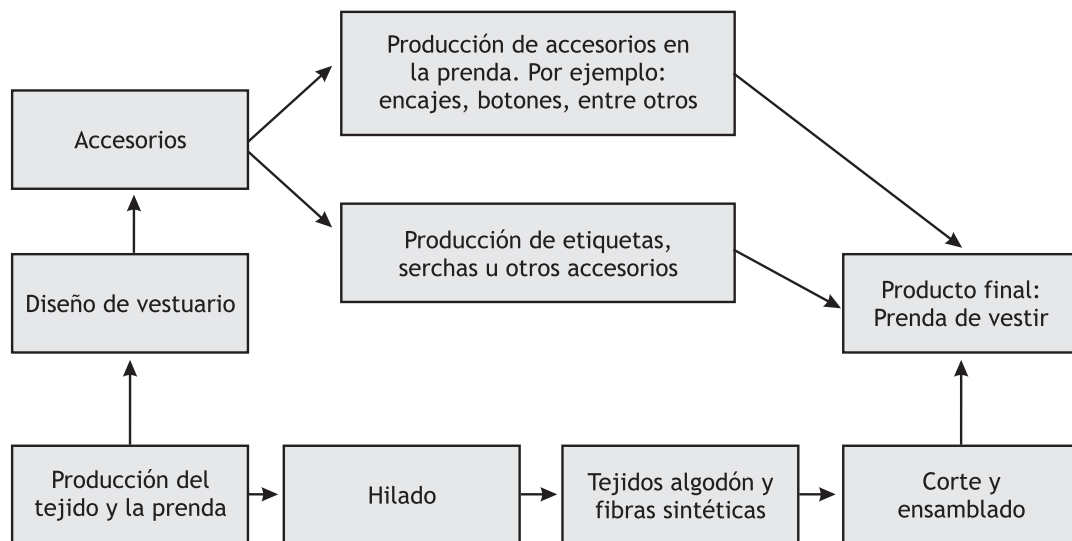 Producción de accesorios en
la prenda. Por ejemplo:
encajes, botones, entre otros
Accesorios
Producción de etiquetas,
serchas u otros accesorios
Diseño de vestuario
Producto final:
Prenda de vestir
Producción del
tejido y la prenda
Hilado
Tejidos algodón y
fibras sintéticas
Corte y
ensamblado